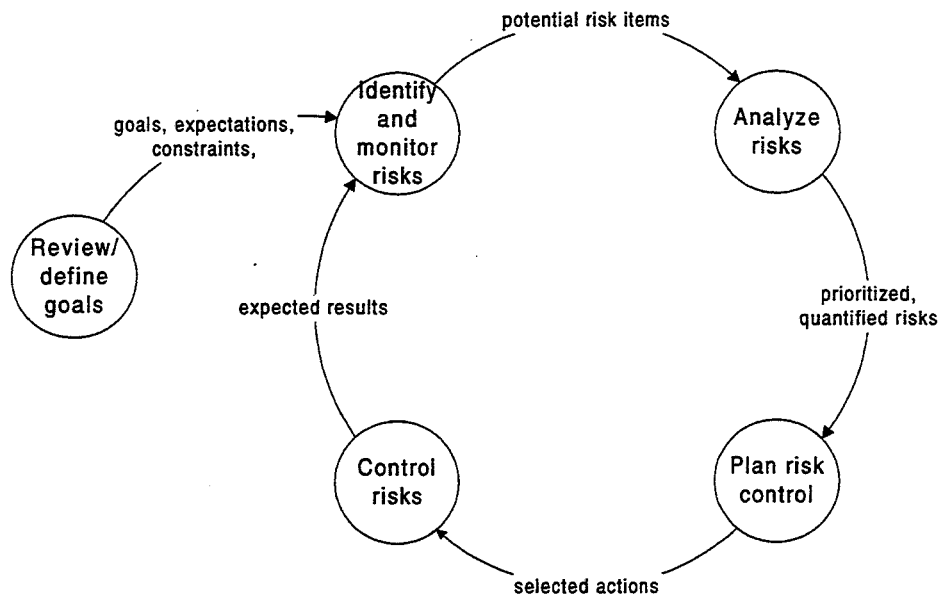 potential risk items
Identify
and
monitor
risks
Analyze
risks
goals, expectations,
constraints,
Review/
define
goals
expected results
prioritized,
quantified risks
Control
risks
Plan risk
control
selected actions